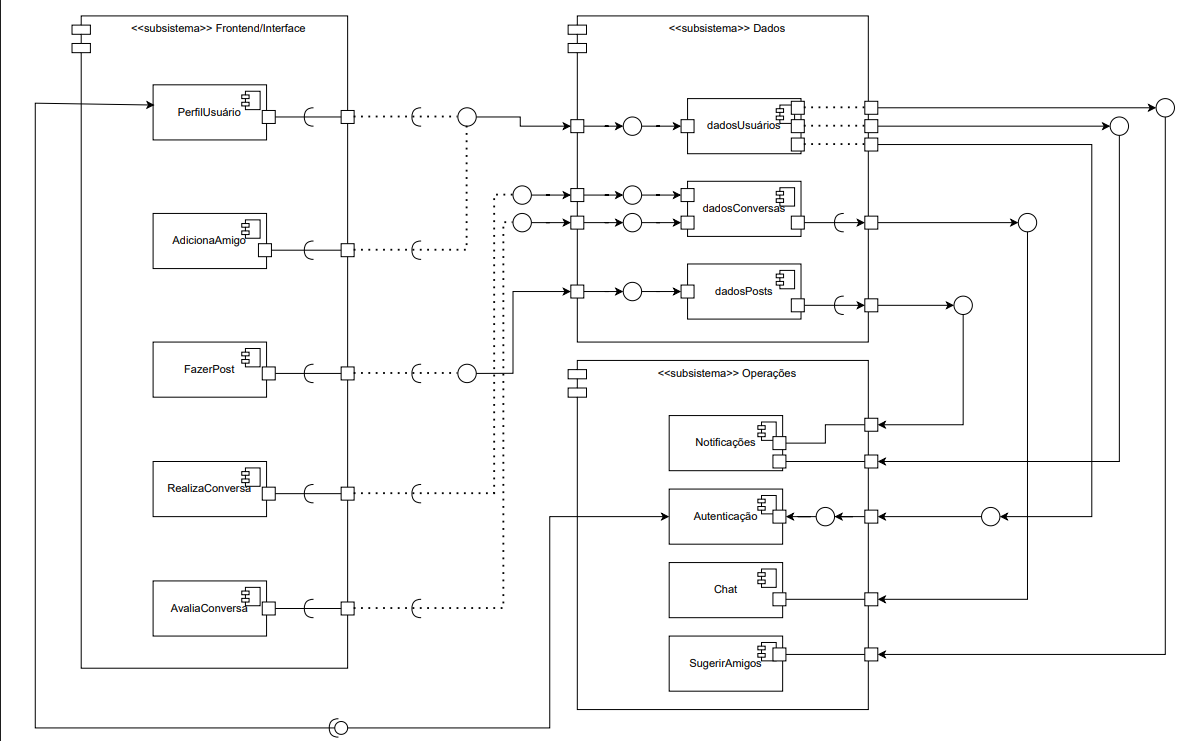 <<subsistema>> Frontend/Interface
PerfilUsuário
AdicionaAmigo
FazerPost
RealizaConversa
AvaliaConversa
<<subsistema>> Dados
dadosUsuários
dadosConversas
dadosPosts
<<subsistema>> Operações
Notificações
Autenticação
Chat
SugerirAmigos